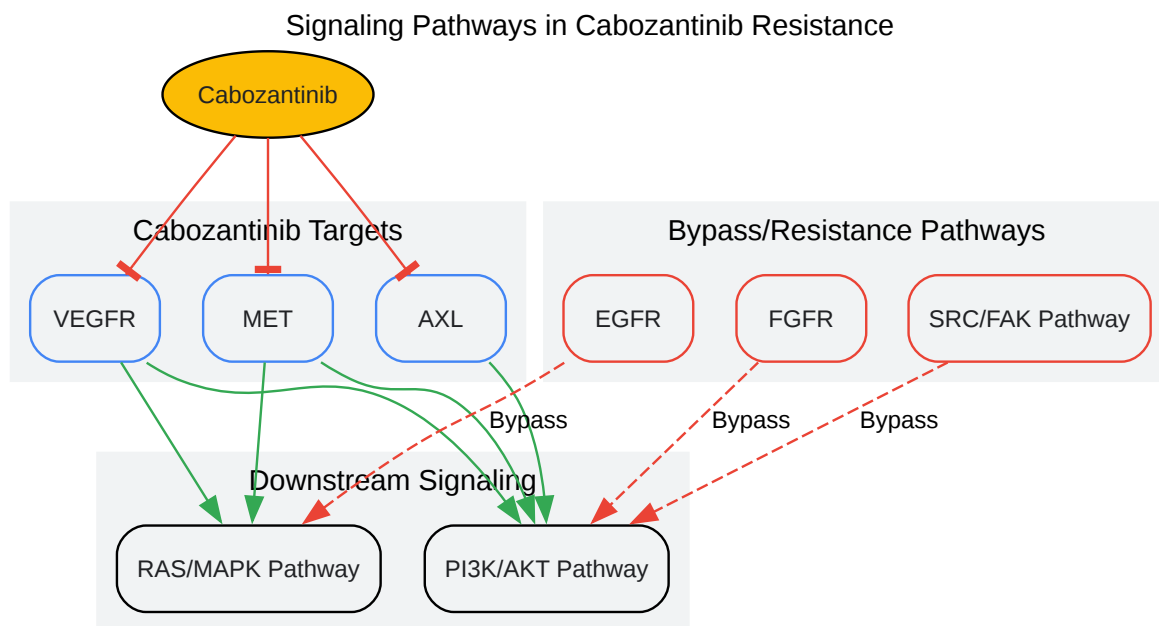 Signaling Pathways in Cabozantinib Resistance
Cabozantinib
Cabozantinib Targets
Bypass/Resistance Pathways
VEGFR
MET
AXL
EGFR
FGFR
SRC/FAK Pathway
Bypass
Bypass
Bypass
Downstream Signaling
RAS/MAPK Pathway
PI3K/AKT Pathway